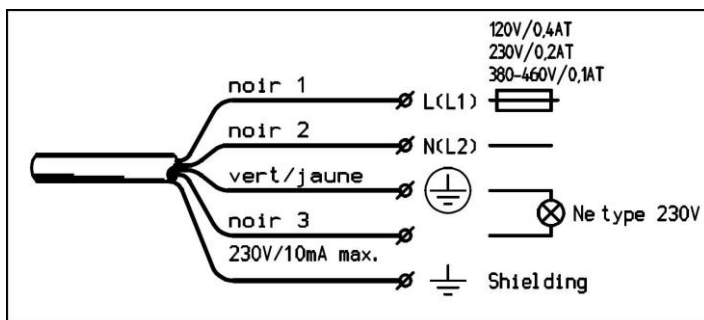 120V/0,4AT
230V/0,2AT
380-460V/0,1AT
noir 1
L(L1)
noir 2
N(L2)
vert/jaune
Ne type 230V
noir 3
230V/10mA max.
Shielding